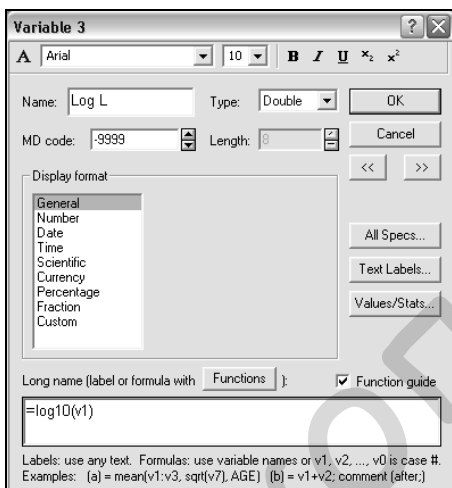 Variable 3
A Arial 10 B I U x₂ x²
Name: Log L Type: Double OK
MD code: -9999 Length: 8 Cancel
<< >>
Display format
General
Number
Date
Time
Scientific
Currency
Percentage
Fraction
Custom
All Specs...
Text Labels...
Values/Stats...
Long name (label or formula with Functions ): Function guide
=log10(v1)
Labels: use any text. Formulas: use variable names or v1, v2, ..., v0 is case #.
Examples: (a) = mean(v1:v3, sqrt(v7), AGE) (b) = v1+v2; comment (after;)